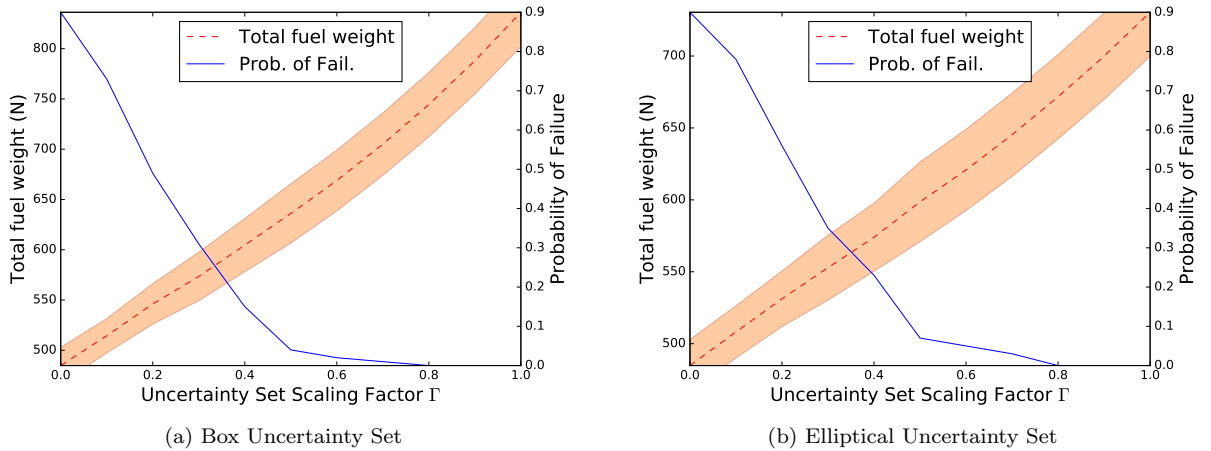 Total fuel weight
Prob. of Fail.
Total fuel weight (N)
850
800
750
700
650
600
550
500
0.9
0.8
0.7
0.6
0.5
0.4
0.3
0.2
0.1
0.0
Probability of Failure
0.0 0.2 0.4 0.6 0.8 1.0
Uncertainty Set Scaling Factor Γ
(a) Box Uncertainty Set
Total fuel weight
Prob. of Fail.
Total fuel weight (N)
700
650
600
550
500
0.9
0.8
0.7
0.6
0.5
0.4
0.3
0.2
0.1
0.0
Probability of Failure
0.0 0.2 0.4 0.6 0.8 1.0
Uncertainty Set Scaling Factor Γ
(b) Elliptical Uncertainty Set